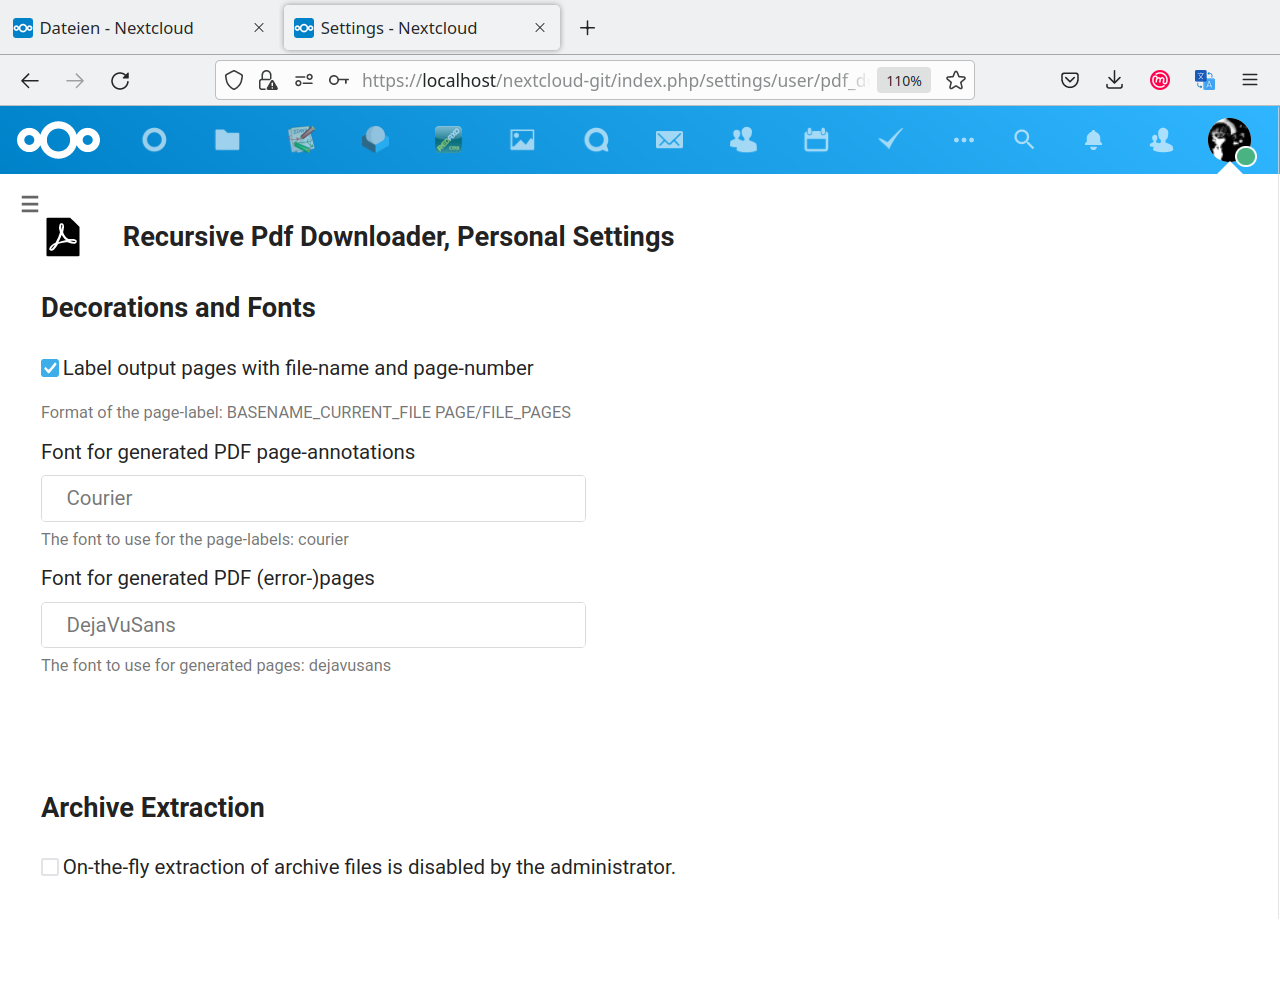 Dateien - Nextcloud
Settings - Nextcloud
https://localhost/nextcloud-git/index.php/settings/user/pdf_d
110%
Recursive Pdf Downloader, Personal Settings
Decorations and Fonts
Label output pages with file-name and page-number
Format of the page-label: BASENAME_CURRENT_FILE PAGE/FILE_PAGES
Font for generated PDF page-annotations
Courier
The font to use for the page-labels: courier
Font for generated PDF (error-)pages
DejaVuSans
The font to use for generated pages: dejavusans
Archive Extraction
On-the-fly extraction of archive files is disabled by the administrator.